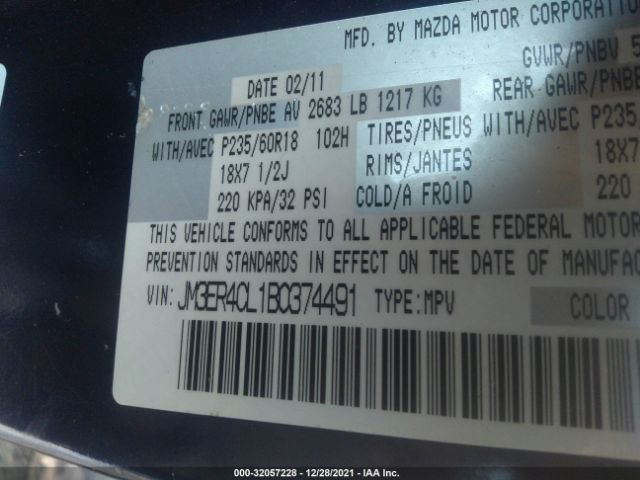 MFD. BY MAZDA MOTOR CORPORATION
DATE 02/11
GVWR/PNBV 5
FRONT GAWR/PNBE AV 2683 LB 1217 KG
REAR GAWR/PNBE
WITH/AVEC P235/60R18 102H TIRES/PNEUS WITH/AVEC P235
18X7 1/2J RIMS/JANTES 18X7
220 KPA/32 PSI COLD/A FROID 220
THIS VEHICLE CONFORMS TO ALL APPLICABLE FEDERAL MOTOR
PREVENTION STANDARDS IN EFFECT ON THE DATE OF MANUFAC
VIN: JM3ER4CL1B0374491 TYPE:MPV COLOR
000-32057228 - 12/28/2021 - IAA Inc.